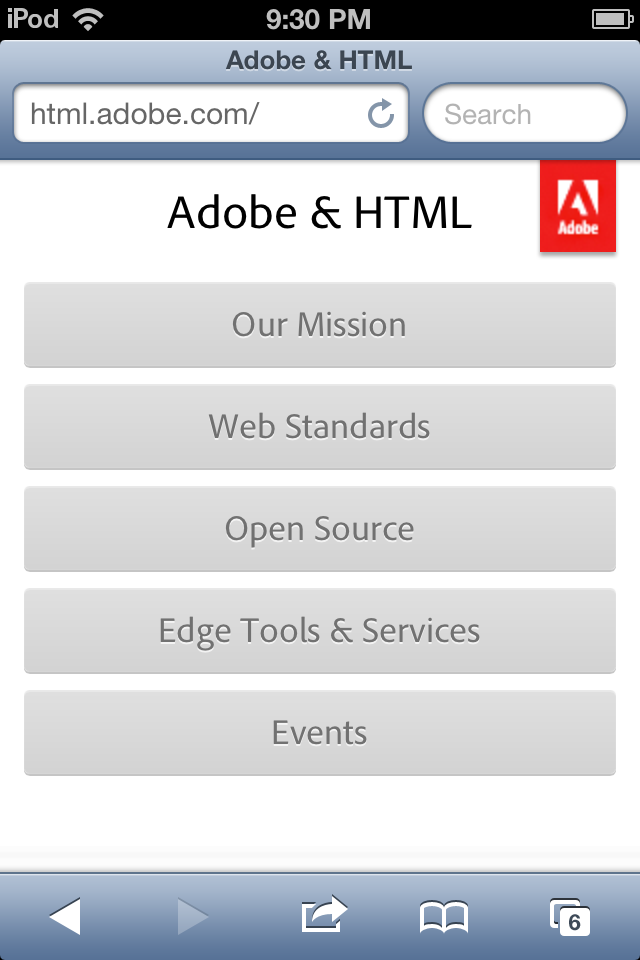 iPod 9:30 PM
Adobe & HTML
html.adobe.com/ Search
Adobe & HTML
Adobe
Our Mission
Web Standards
Open Source
Edge Tools & Services
Events
6